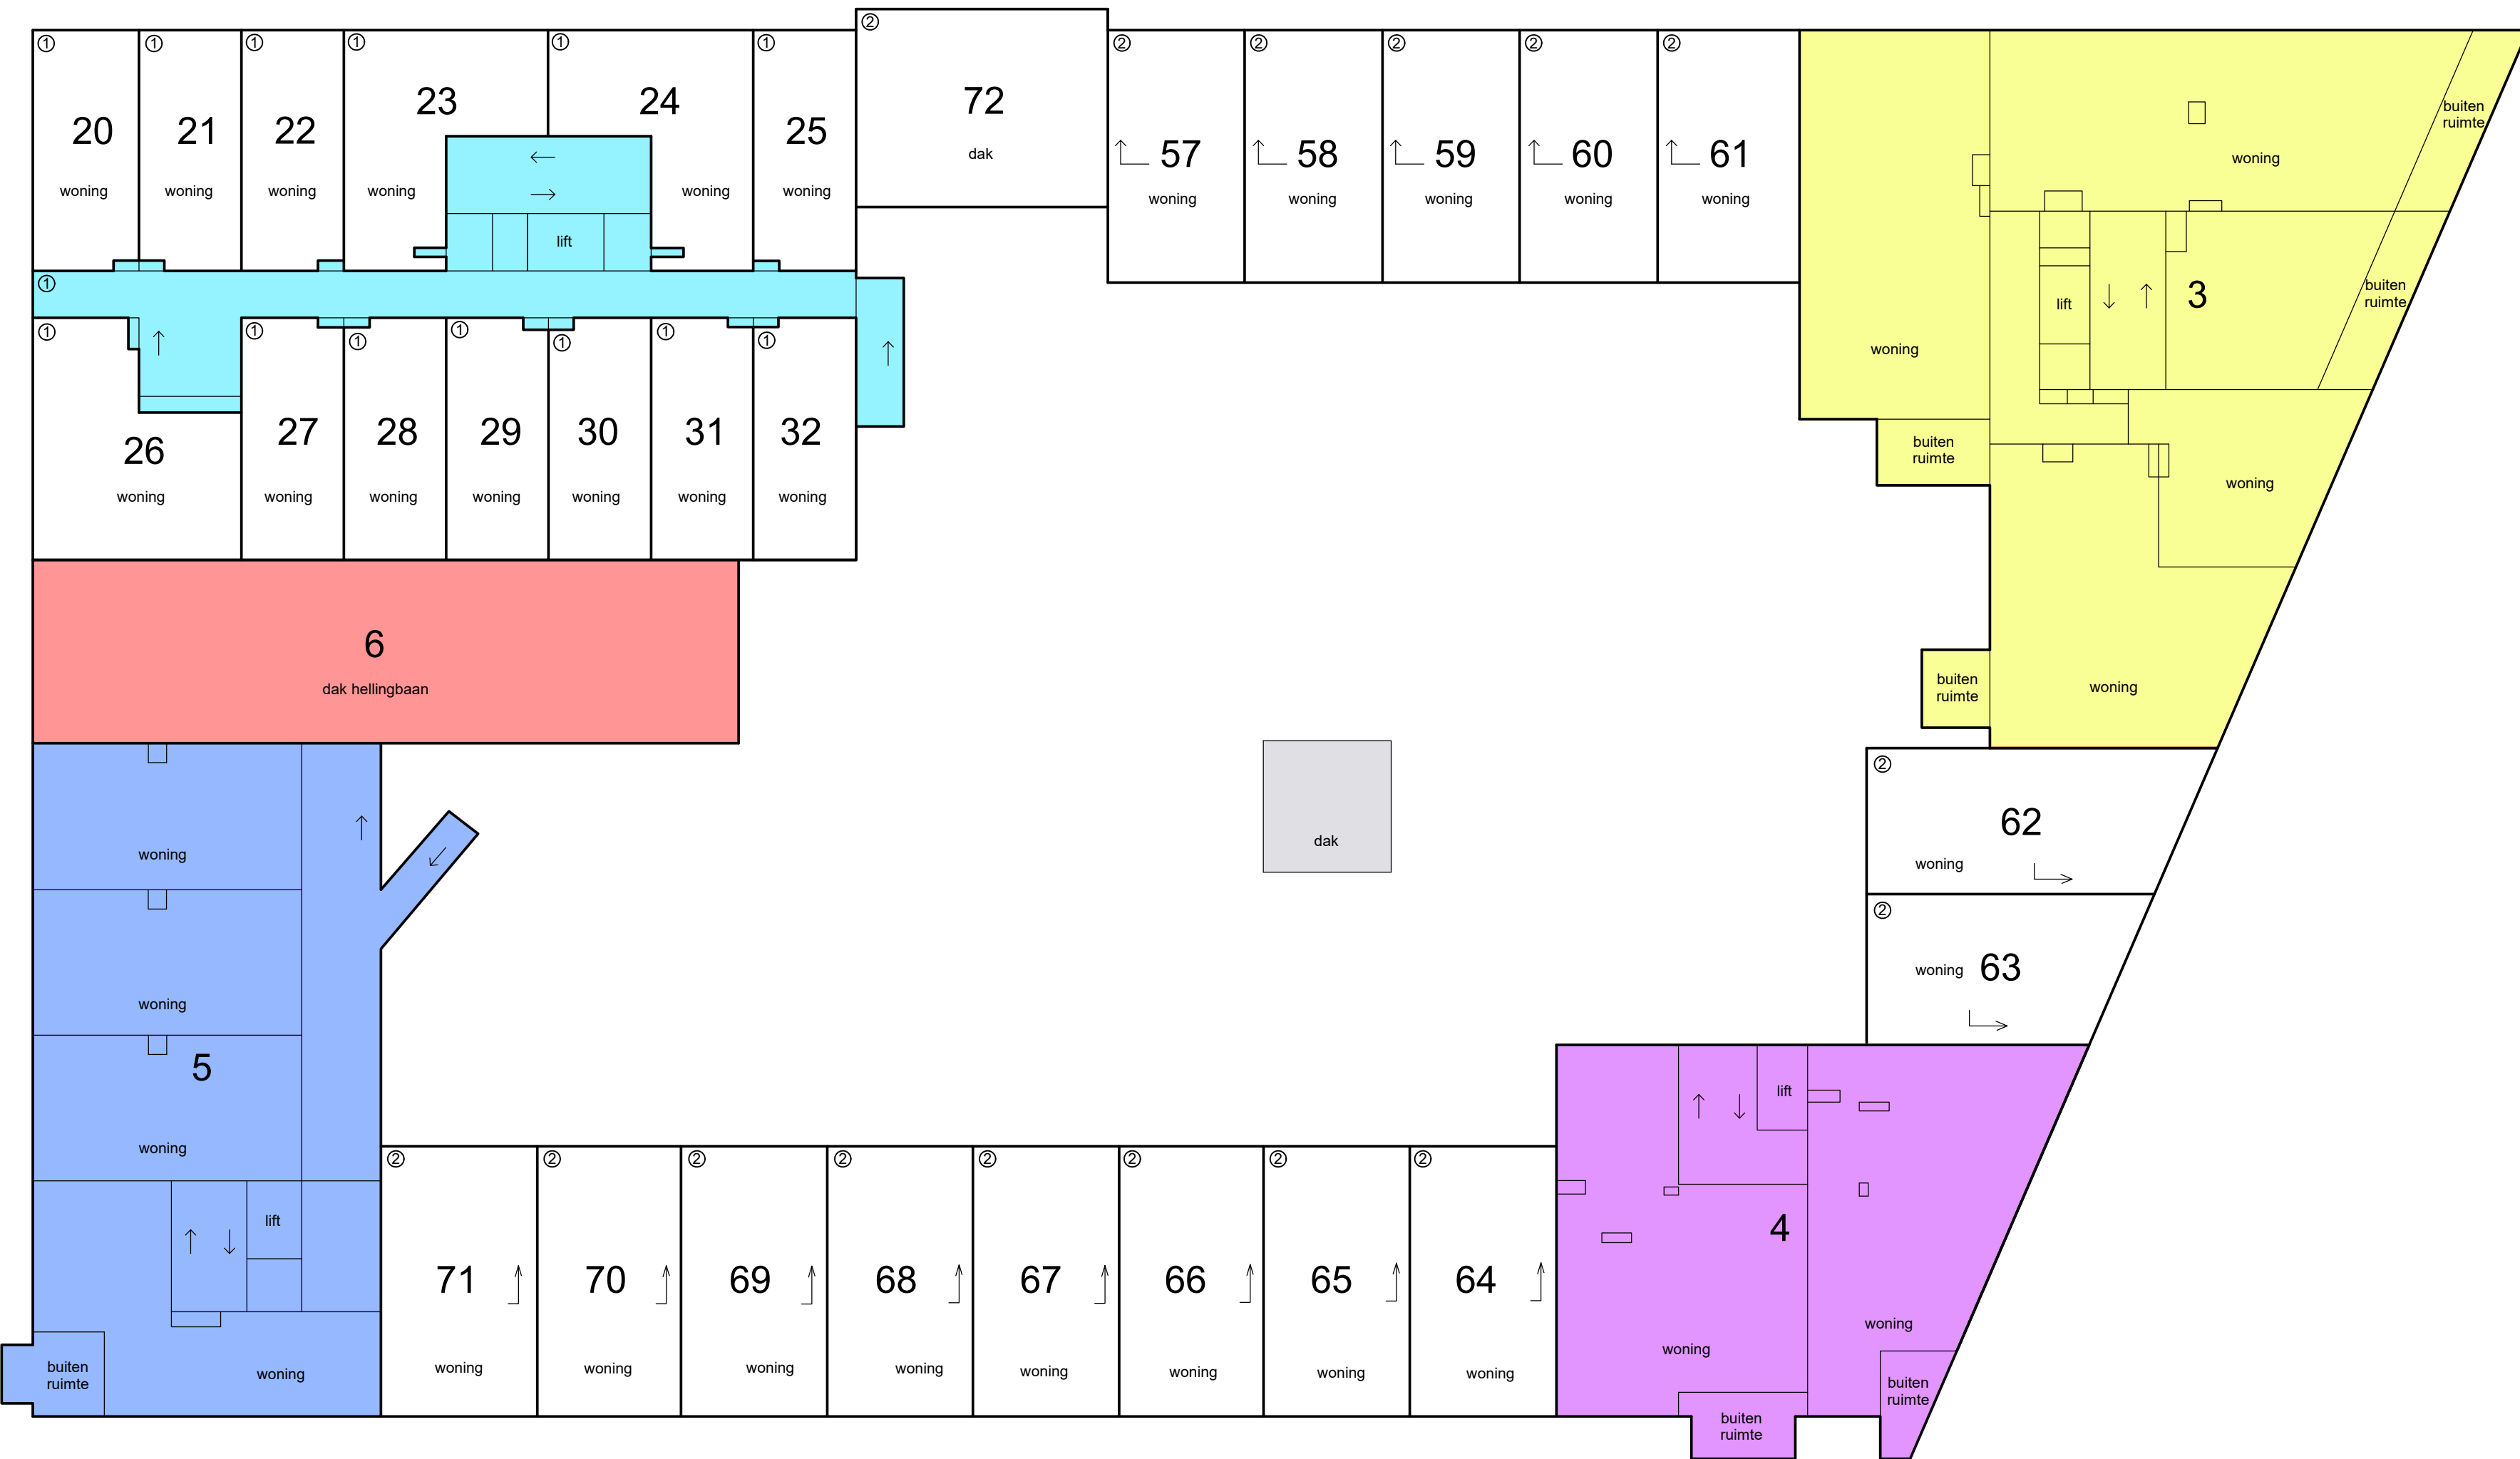 ① ① ① ① ① ① ② ② ② ② ② ②
20 21 22 23 24 25 72 57 58 59 60 61
woning woning woning woning woning woning dak woning woning woning woning woning
lift
①
① ① ① ① ① ① ①
26 27 28 29 30 31 32
woning woning woning woning woning woning woning
buiten
ruimte
woning
buiten
ruimte
lift
3
woning
buiten
ruimte
woning
buiten
ruimte
woning
6
dak hellingbaan
dak
②
62
woning
②
woning 63
woning
woning
5
woning
lift
buiten
ruimte
woning
② ② ② ② ② ② ② ②
71 70 69 68 67 66 65 64
woning woning woning woning woning woning woning woning
lift
4
woning
woning
buiten
ruimte
buiten
ruimte